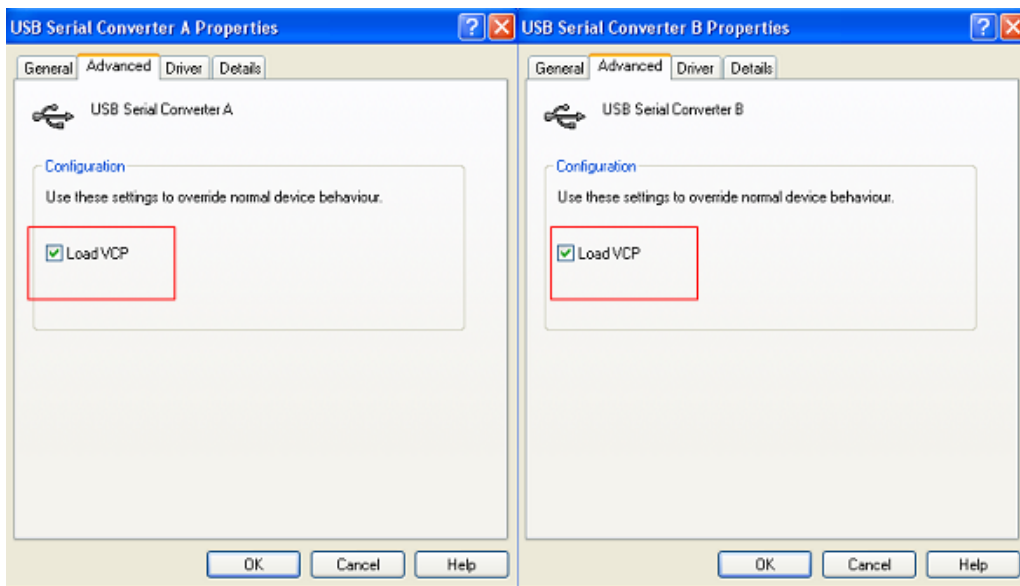 USB Serial Converter A Properties
General Advanced Driver Details
USB Serial Converter A
Configuration
Use these settings to override normal device behaviour.
Load VCP
OK Cancel Help
USB Serial Converter B Properties
General Advanced Driver Details
USB Serial Converter B
Configuration
Use these settings to override normal device behaviour.
Load VCP
OK Cancel Help